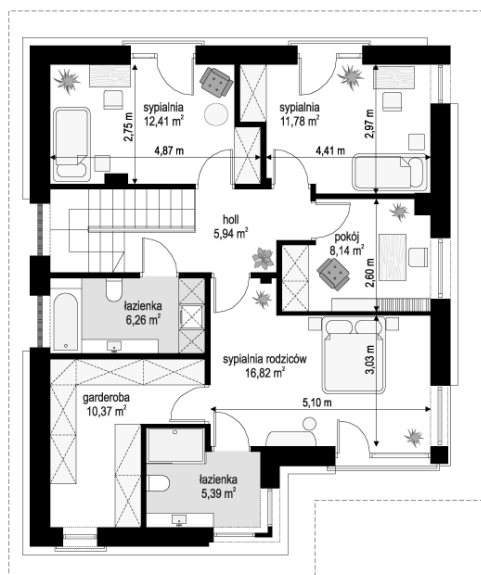 sypialnia
12,41 m²
2,75 m
4,87 m
sypialnia
11,78 m²
2,97 m
4,41 m
holl
5,94 m²
pokój
8,14 m²
2,60 m
łazienka
6,26 m²
sypialnia rodziców
16,82 m²
3,03 m
5,10 m
garderoba
10,37 m²
łazienka
5,39 m²